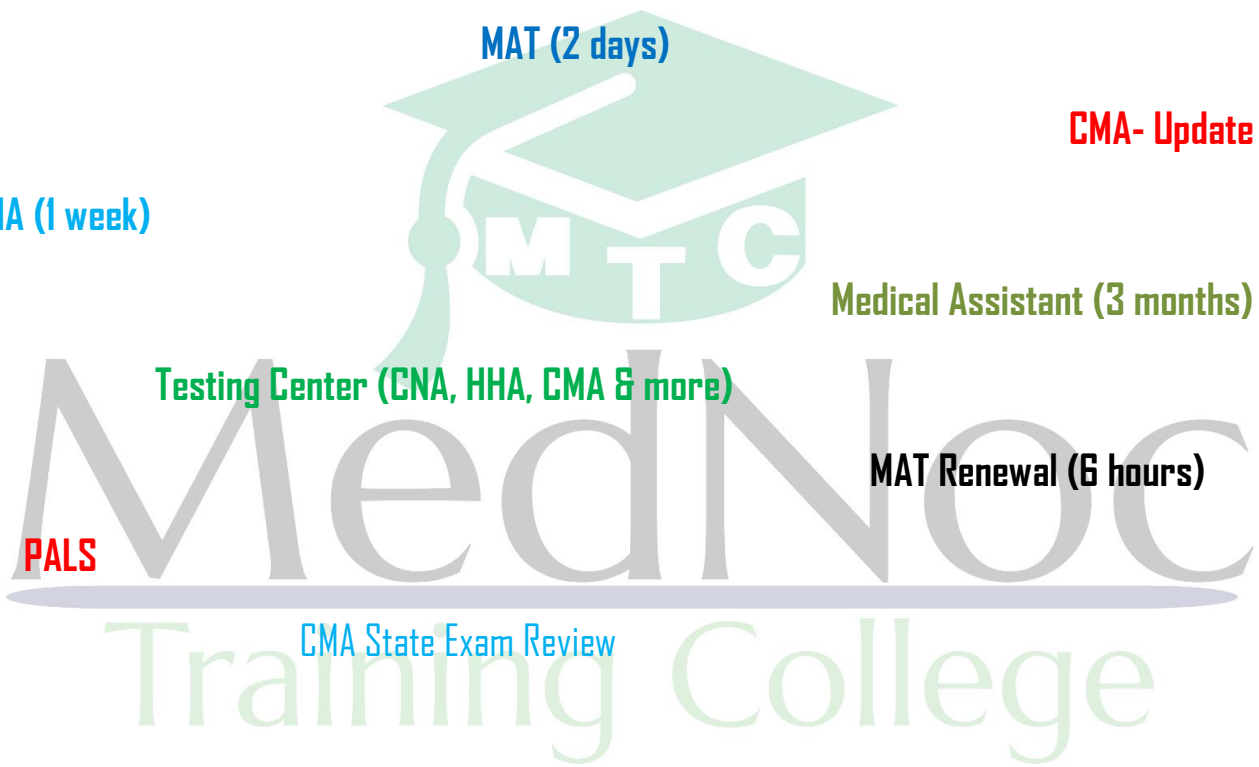 MAT (2 days)
CMA- Update
(1 week)
M T C
Medical Assistant (3 months)
Testing Center (CNA, HHA, CMA & more)
MedNoc
MAT Renewal (6 hours)
PALS
CMA State Exam Review
Training College